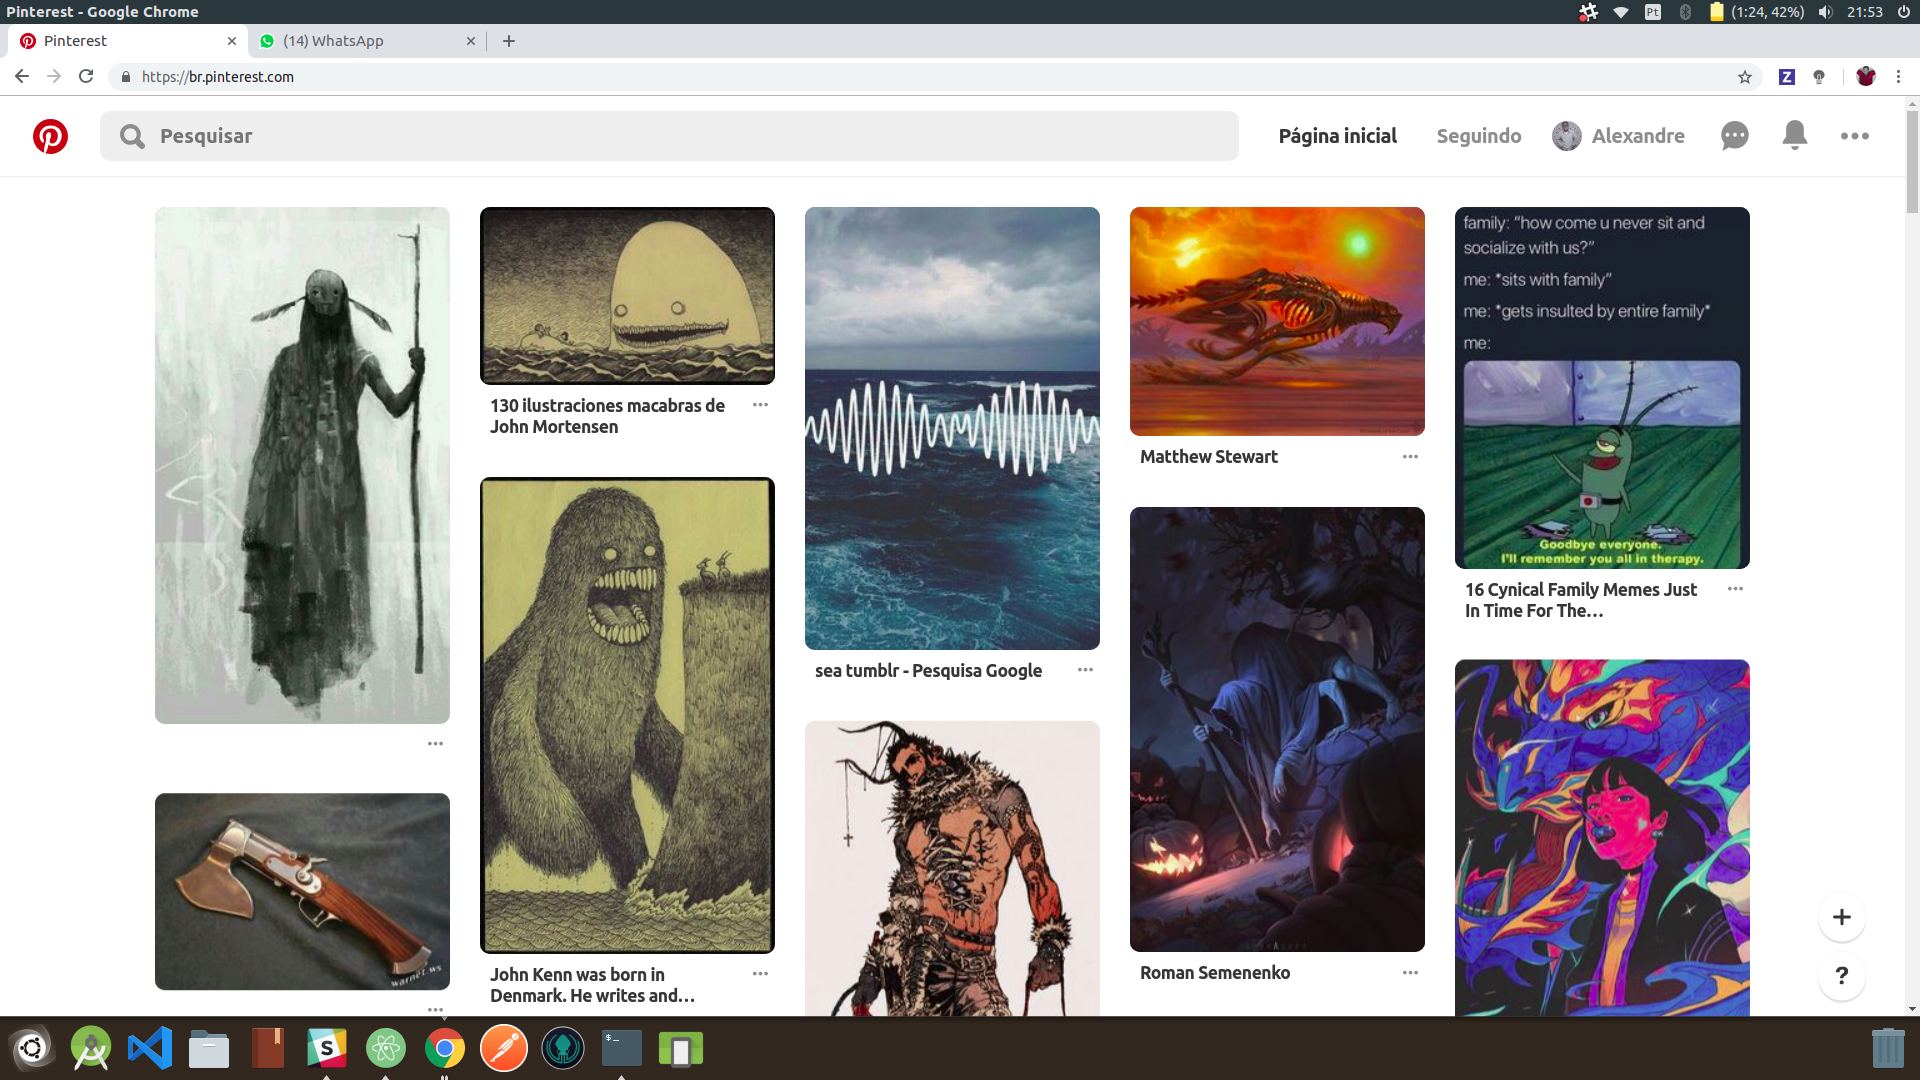 Pinterest - Google Chrome
Pt
(1:24, 42%)
21:53
Pinterest
(14) WhatsApp
https://br.pinterest.com
Z
Pesquisar
Página inicial
Seguindo
Alexandre
130 ilustraciones macabras de
John Mortensen
John Kenn was born in
Denmark. He writes and...
sea tumblr - Pesquisa Google
Matthew Stewart
Roman Semenenko
family: “how come u never sit and
socialize with us?”
me: *sits with family”
me: *gets insulted by entire family*
me:
Goodbye everyone.
I'll remember you all in therapy.
16 Cynical Family Memes Just
In Time For The...
warnet.ws
+
?
S
$_